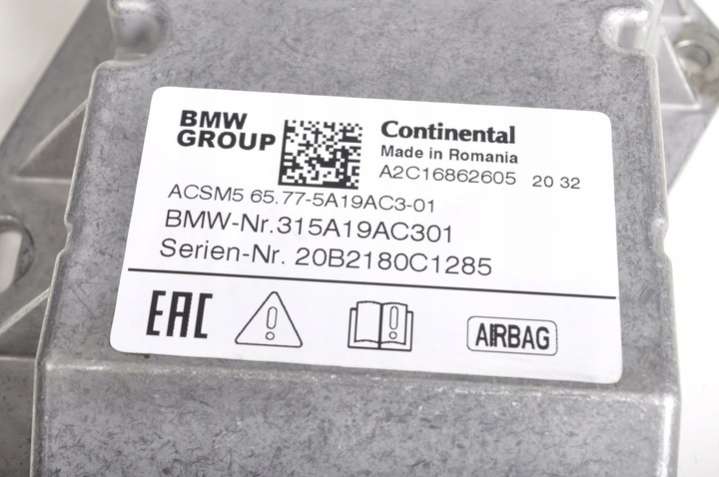 BMW
GROUP
Continental
Made in Romania
A2C16862605 20 32
ACSM5 65.77-5A19AC3-01
BMW-Nr.315A19AC301
Serien-Nr. 20B2180C1285
EAC
AIRBAG